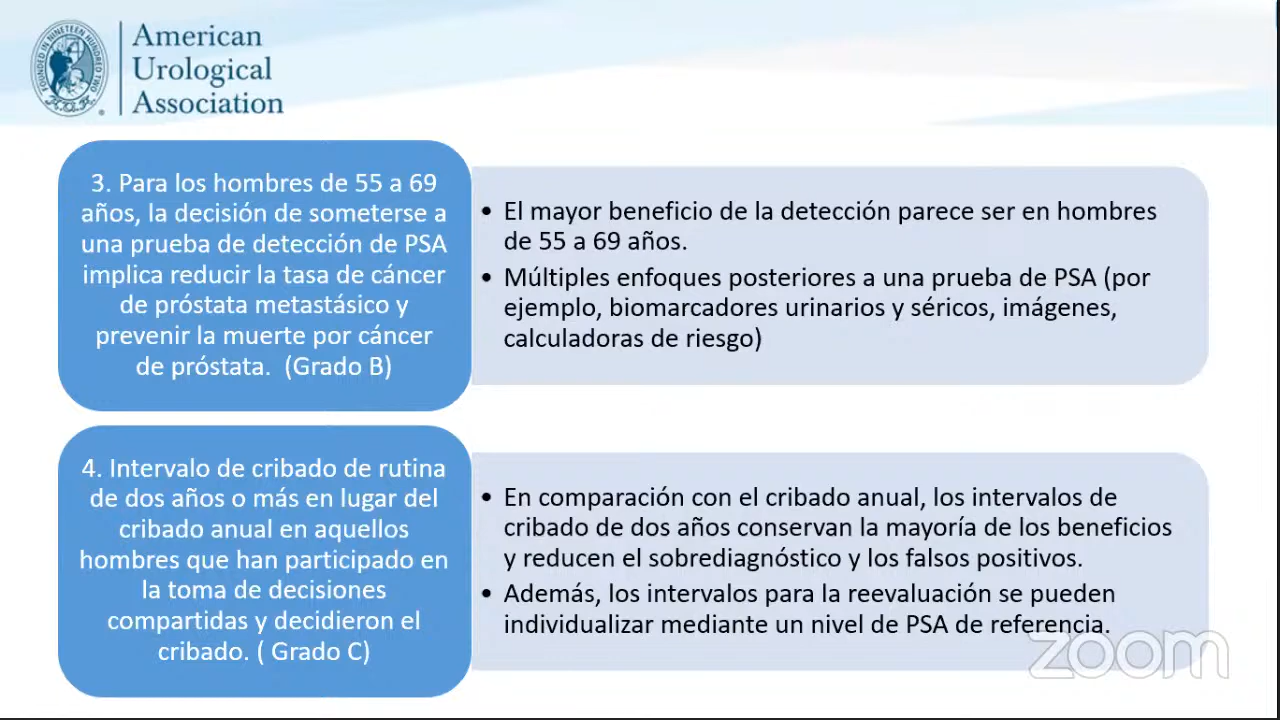 American
Urological
Association
3. Para los hombres de 55 a 69
años, la decisión de someterse a
una prueba de detección de PSA
implica reducir la tasa de cáncer
de próstata metastásico y
prevenir la muerte por cáncer
de próstata. (Grado B)
• El mayor beneficio de la detección parece ser en hombres
de 55 a 69 años.
• Múltiples enfoques posteriores a una prueba de PSA (por
ejemplo, biomarcadores urinarios y séricos, imágenes,
calculadoras de riesgo)
4. Intervalo de cribado de rutina
de dos años o más en lugar del
cribado anual en aquellos
hombres que han participado en
la toma de decisiones
compartidas y decidieron el
cribado. ( Grado C)
• En comparación con el cribado anual, los intervalos de
cribado de dos años conservan la mayoría de los beneficios
y reducen el sobrediagnóstico y los falsos positivos.
• Además, los intervalos para la reevaluación se pueden
individualizar mediante un nivel de PSA de referencia.
zoom